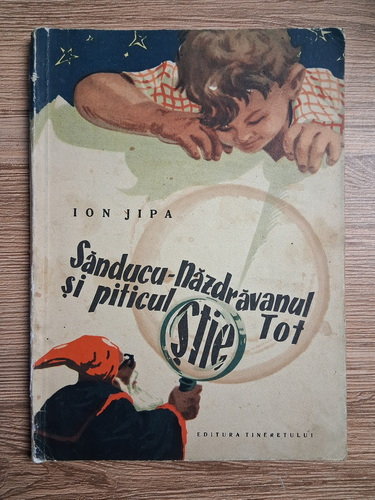 ION JIPA
Sănducu-Năzdrăvanul
și piticul Știe Tot
EDITURA TINERETULUI